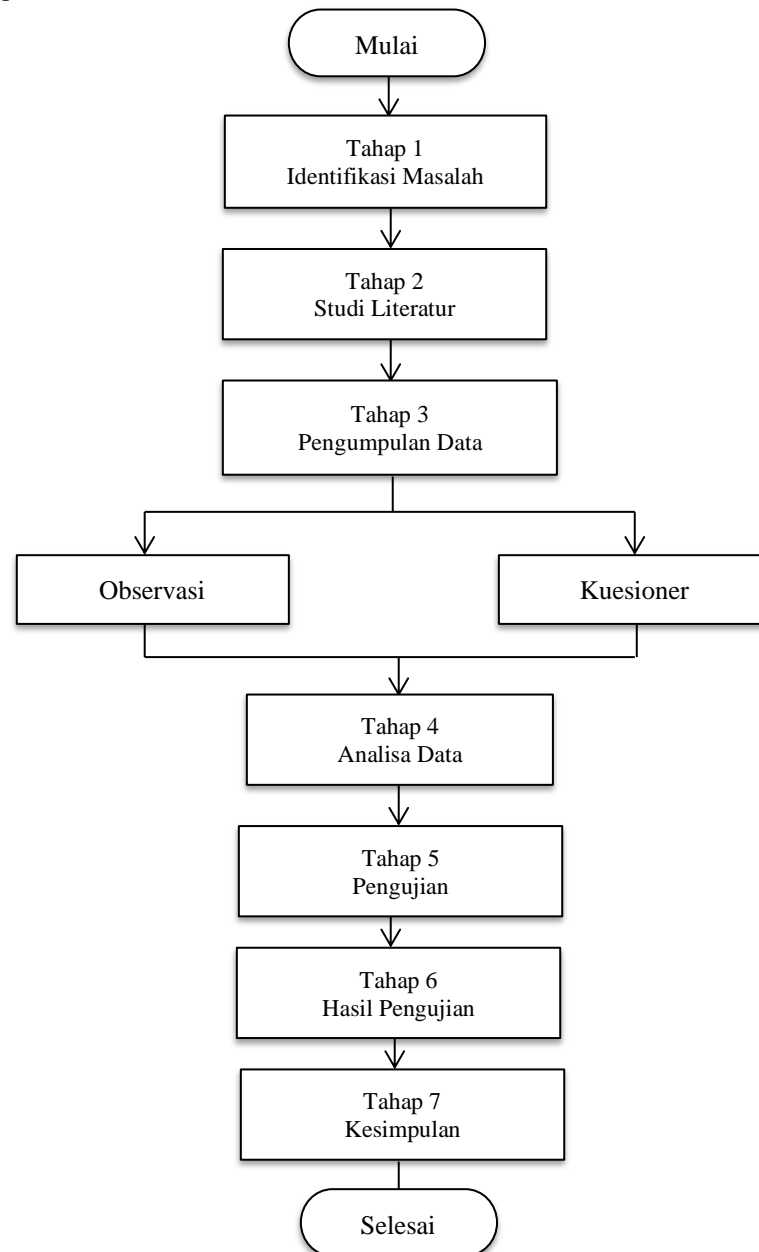 Mulai
Tahap 1
Identifikasi Masalah
Tahap 2
Studi Literatur
Tahap 3
Pengumpulan Data
Observasi
Kuesioner
Tahap 4
Analisa Data
Tahap 5
Pengujian
Tahap 6
Hasil Pengujian
Tahap 7
Kesimpulan
Selesai